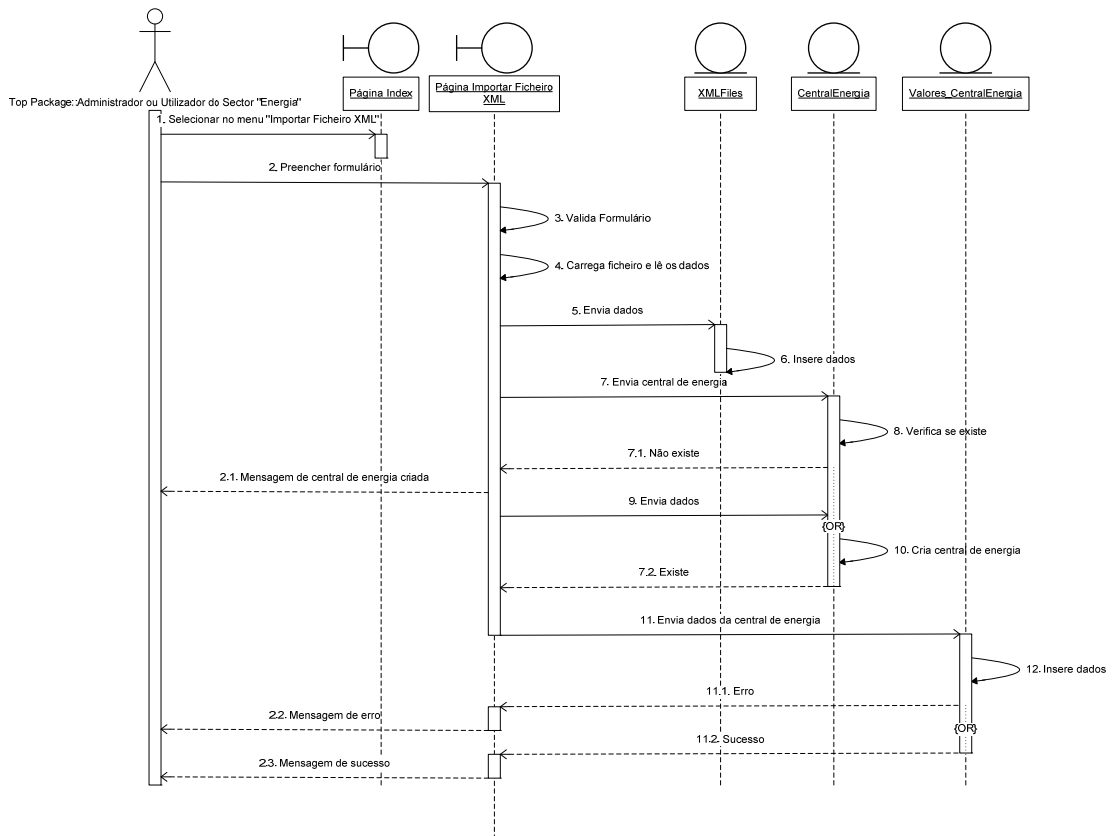 Página Index
Página Importar Ficheiro
XML
XMLFiles
CentralEnergia
Valores_CentralEnergia
Top Package::Administrador ou Utilizador do Sector "Energia"
1. Selecionar no menu "Importar Ficheiro XML"
2. Preencher formulário
3. Valida Formulário
4. Carrega ficheiro e lê os dados
5. Envia dados
6. Insere dados
7. Envia central de energia
8. Verifica se existe
7.1. Não existe
2.1. Mensagem de central de energia criada
9. Envia dados
{OR}
10. Cria central de energia
7.2. Existe
11. Envia dados da central de energia
12. Insere dados
11.1. Erro
2.2. Mensagem de erro
{OR}
11.2. Sucesso
2.3. Mensagem de sucesso